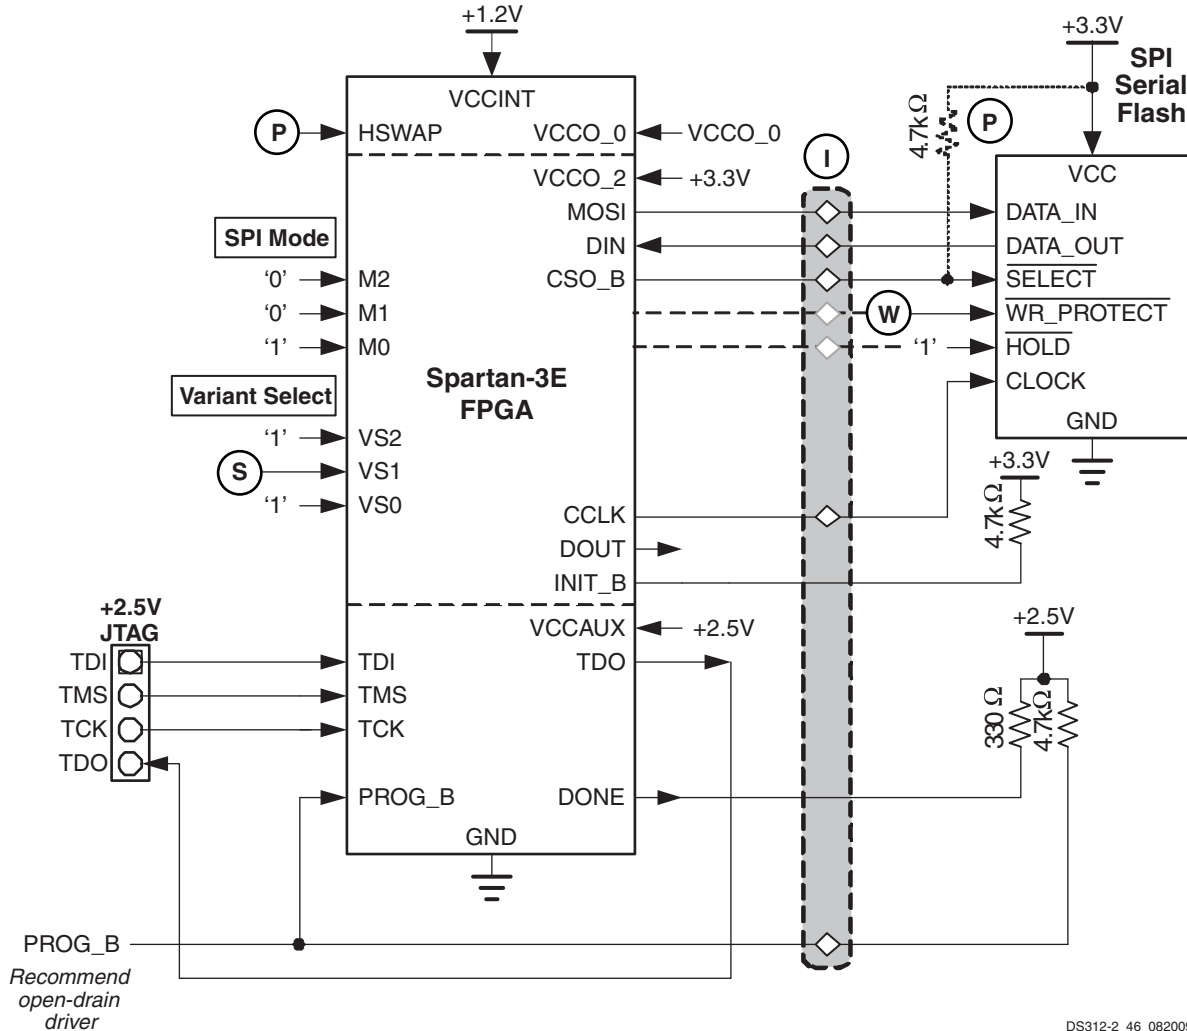 +1.2V
+3.3V
SPI
Serial
Flash
VCCINT
P
HSWAP
VCCO_0
VCCO_0
4.7kΩ
P
I
VCC
VCCO_2
+3.3V
MOSI
DATA_IN
SPI Mode
DIN
DATA_OUT
'0'
M2
CSO_B
SELECT
'0'
M1
W
WR_PROTECT
'1'
M0
'1'
HOLD
Spartan-3E
FPGA
CLOCK
Variant Select
GND
'1'
VS2
S
VS1
+3.3V
'1'
VS0
CCLK
4.7kΩ
DOUT
INIT_B
+2.5V
JTAG
VCCAUX
+2.5V
+2.5V
TDI
TDI
TDO
TMS
TMS
330 Ω
4.7kΩ
TCK
TCK
TDO
PROG_B
DONE
GND
PROG_B
Recommend
open-drain
driver
DS312-2_46_082009